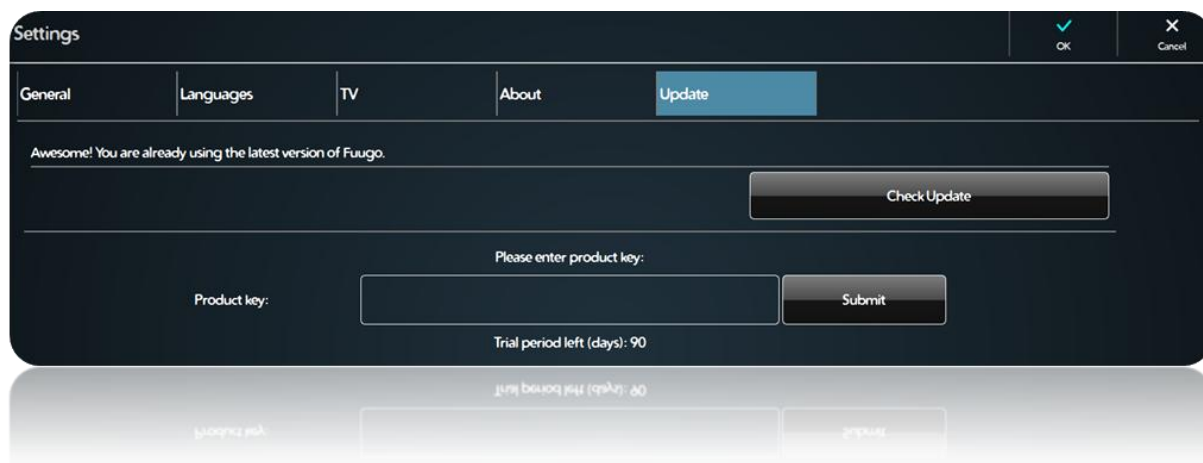 Settings
OK
Cancel
General Languages TV About Update
Awesome! You are already using the latest version of Fuugo.
Check Update
Please enter product key:
Product key:
Submit
Trial period left (days): 90